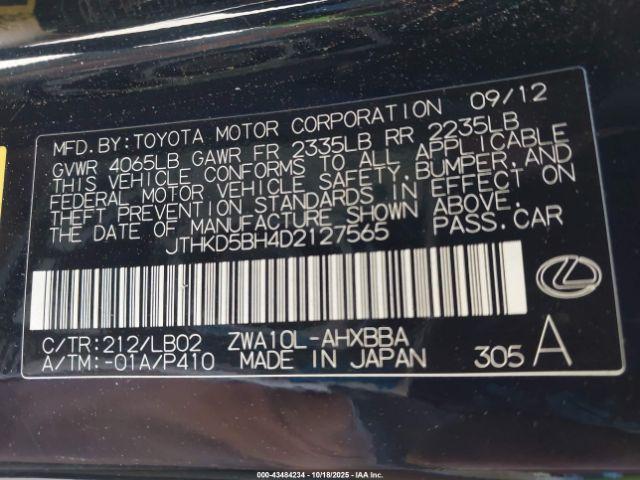 MFD. BY: TOYOTA MOTOR CORPORATION 09/12
GVWR 4065LB GAWR FR 2335LB RR 2235LB
THIS VEHICLE CONFORMS TO ALL APPLICABLE
FEDERAL MOTOR VEHICLE SAFETY, BUMPER, AND
THEFT PREVENTION STANDARDS IN EFFECT ON
THE DATE OF MANUFACTURE SHOWN ABOVE.
JTHKD5BH4D2127565 PASS. CAR
C/TR: 212/LB02 ZWA10L-AHXBBA
A/TM: -01A/P410 MADE IN JAPAN 305 A
000-43484234 | 10/18/2025 | IAA Inc.